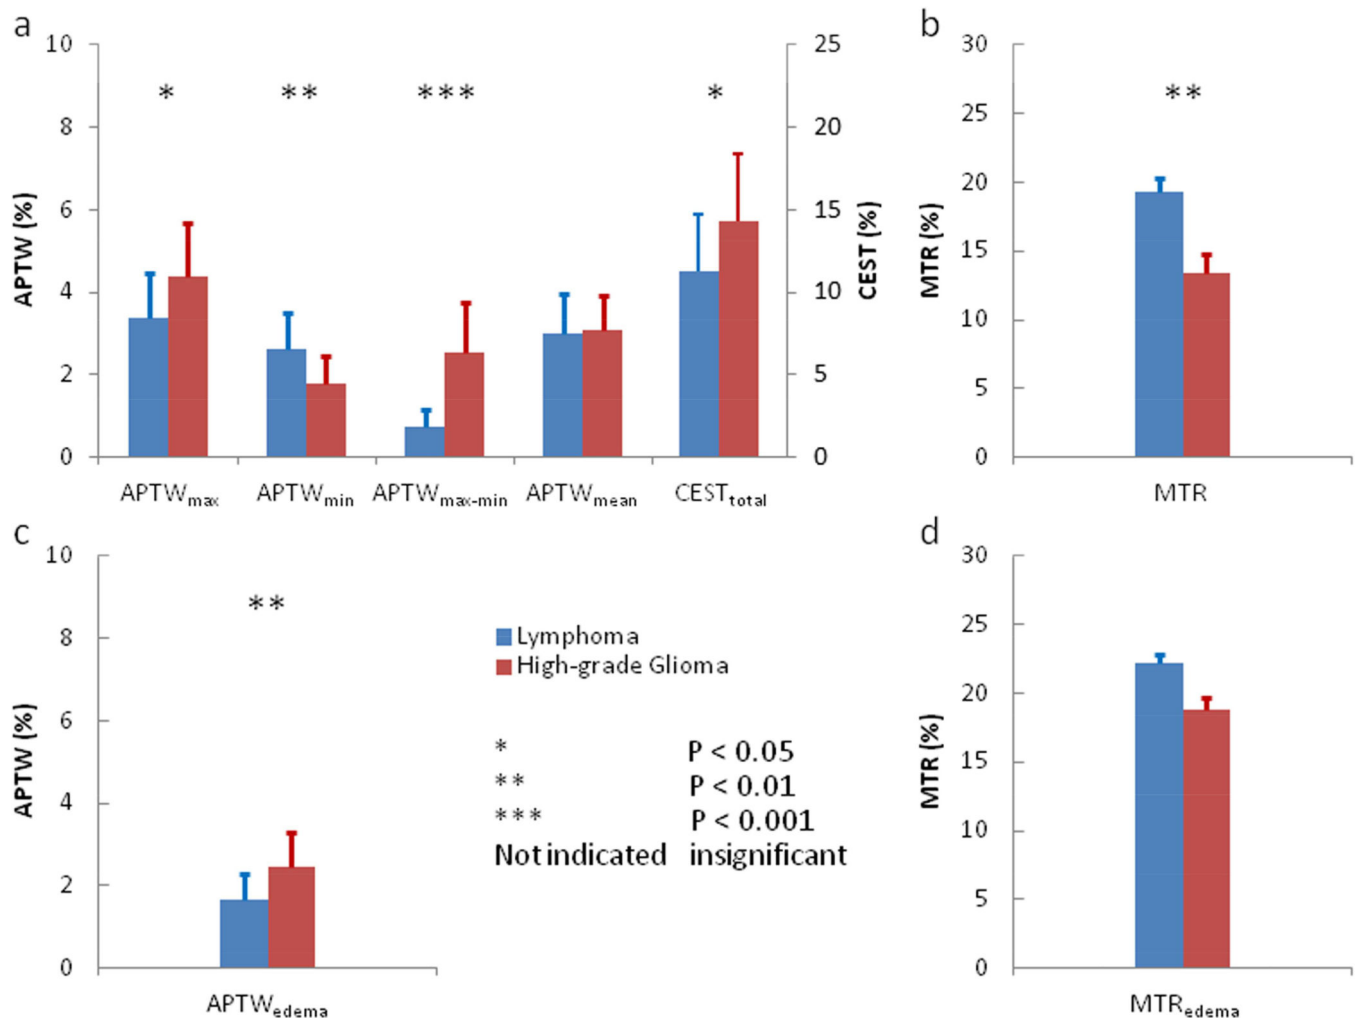 a
10
8
6
4
2
0
APTW (%)
* ** *** *
25
20
15
10
5
0
CEST (%)
APTWmax APTWmin APTWmax-min APTWmean CESTtotal
b
30
25
20
15
10
5
0
MTR (%)
**
MTR
c
10
8
6
4
2
0
APTW (%)
**
APTWedema
Lymphoma
High-grade Glioma
* P < 0.05
** P < 0.01
*** P < 0.001
Not indicated insignificant
d
30
25
20
15
10
5
0
MTR (%)
MTRedema